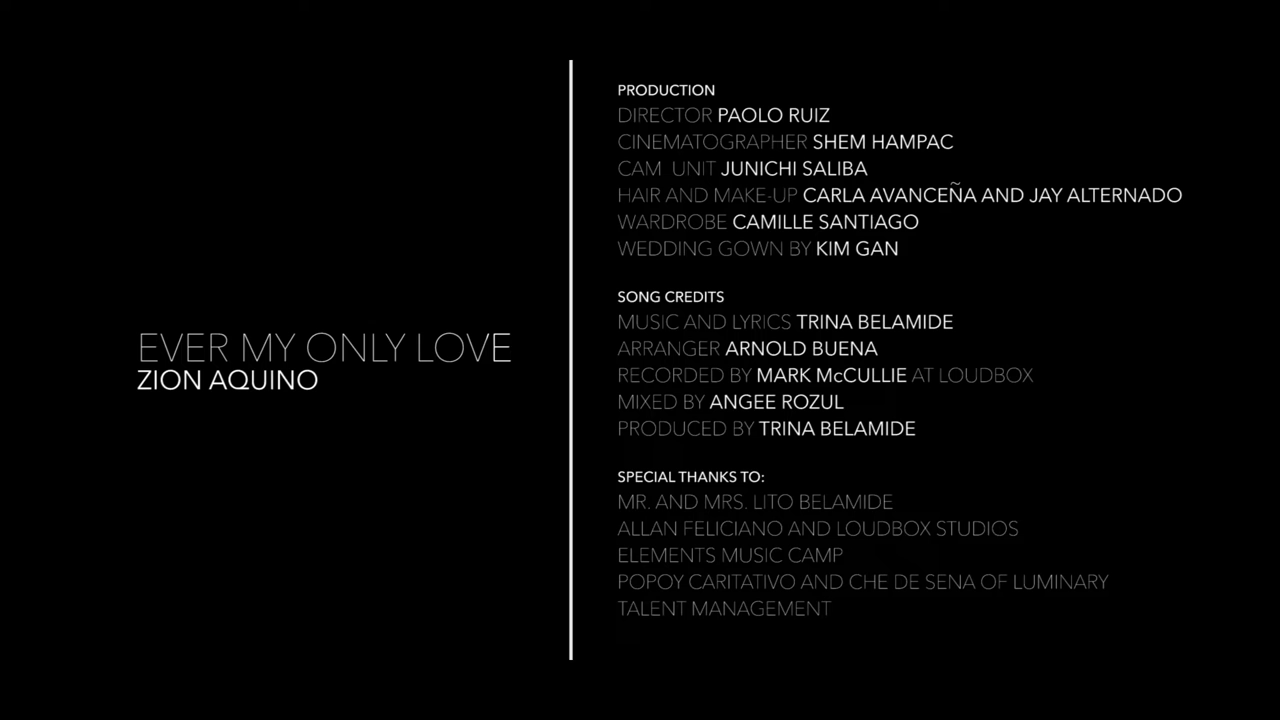 EVER MY ONLY LOVE
ZION AQUINO
PRODUCTION
DIRECTOR PAOLO RUIZ
CINEMATOGRAPHER SHEM HAMPAC
CAM UNIT JUNICHI SALIBA
HAIR AND MAKE-UP CARLA AVANCEÑA AND JAY ALTERNADO
WARDROBE CAMILLE SANTIAGO
WEDDING GOWN BY KIM GAN
SONG CREDITS
MUSIC AND LYRICS TRINA BELAMIDE
ARRANGER ARNOLD BUENA
RECORDED BY MARK McCULLIE AT LOUDBOX
MIXED BY ANGEE ROZUL
PRODUCED BY TRINA BELAMIDE
SPECIAL THANKS TO:
MR. AND MRS. LITO BELAMIDE
ALLAN FELICIANO AND LOUDBOX STUDIOS
ELEMENTS MUSIC CAMP
POPOY CARITATIVO AND CHE DE SENA OF LUMINARY
TALENT MANAGEMENT